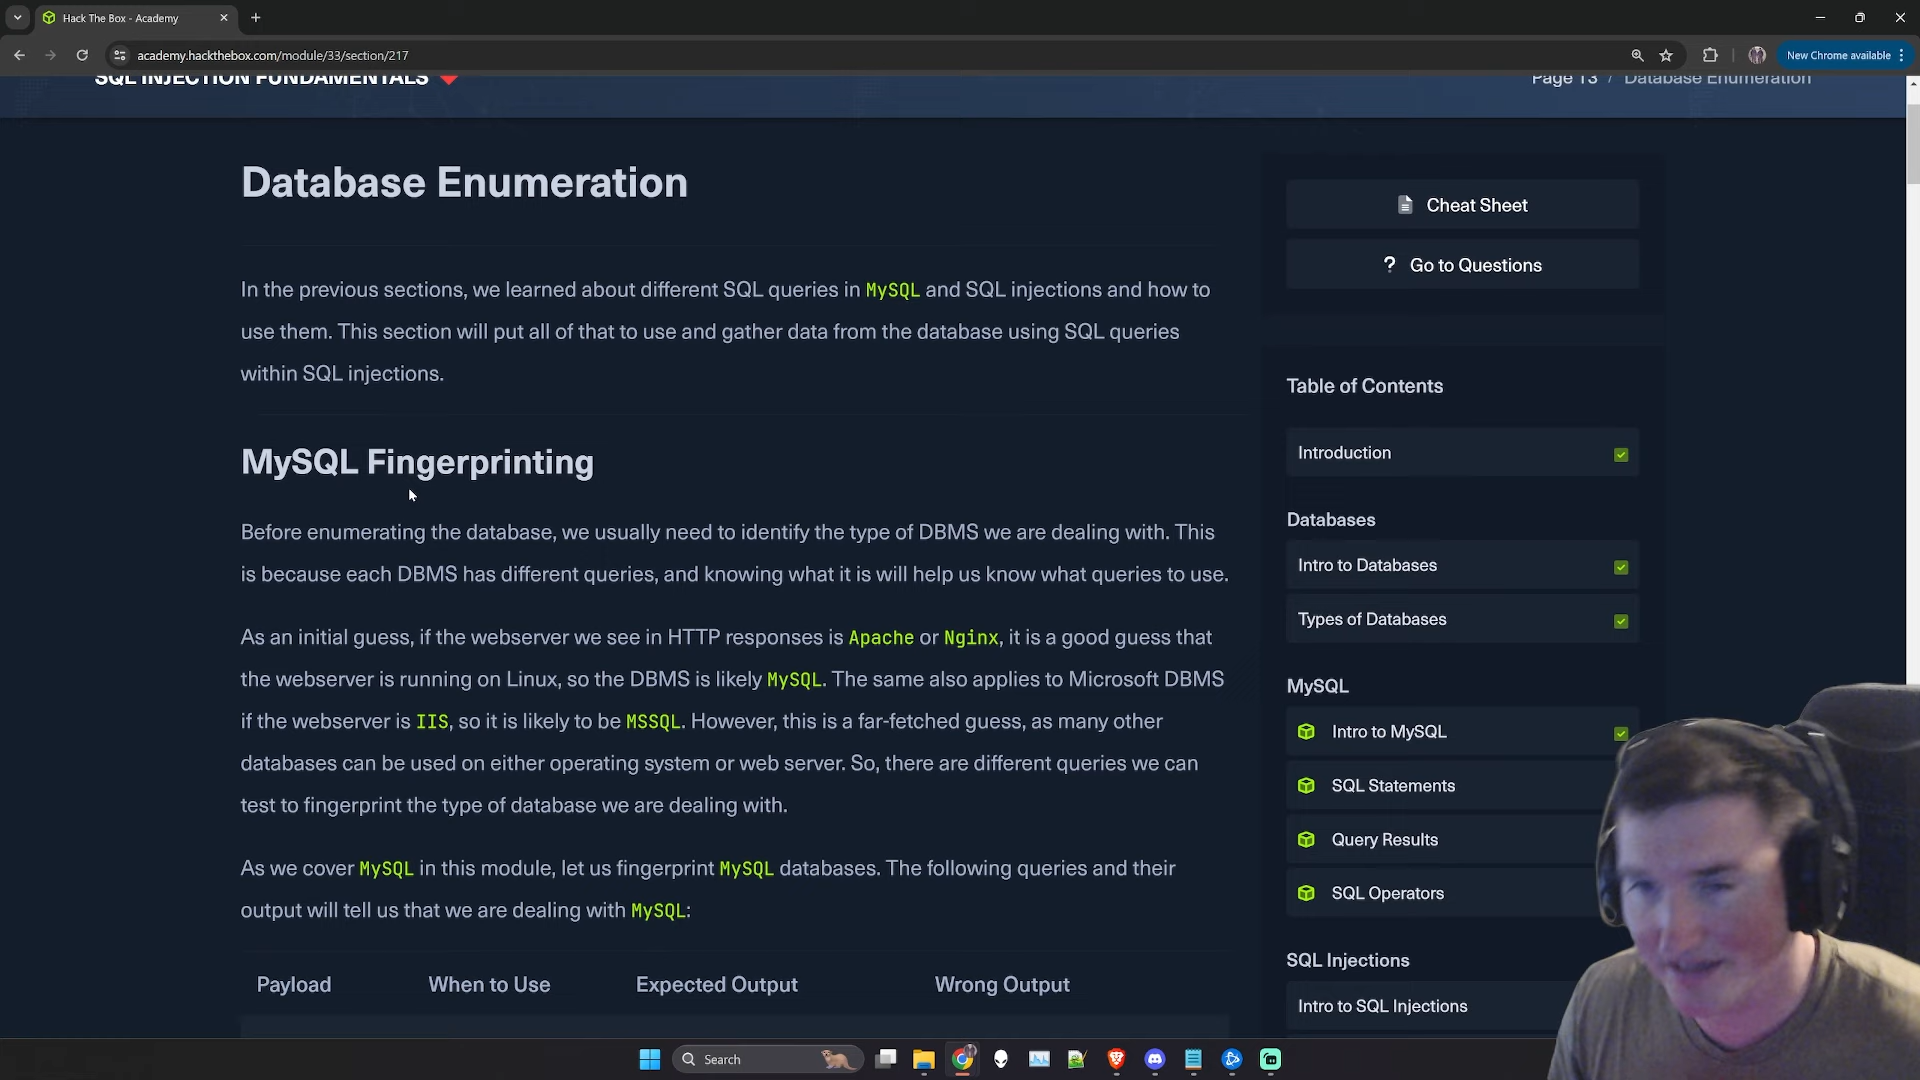 Hack The Box - Academy
academy.hackthebox.com/module/33/section/217
New Chrome available
SQL INJECTION FUNDAMENTALS
Page 13 / Database Enumeration
Database Enumeration
In the previous sections, we learned about different SQL queries in MySQL and SQL injections and how to
use them. This section will put all of that to use and gather data from the database using SQL queries
within SQL injections.
MySQL Fingerprinting
Before enumerating the database, we usually need to identify the type of DBMS we are dealing with. This
is because each DBMS has different queries, and knowing what it is will help us know what queries to use.
As an initial guess, if the webserver we see in HTTP responses is Apache or Nginx, it is a good guess that
the webserver is running on Linux, so the DBMS is likely MySQL. The same also applies to Microsoft DBMS
if the webserver is IIS, so it is likely to be MSSQL. However, this is a far-fetched guess, as many other
databases can be used on either operating system or web server. So, there are different queries we can
test to fingerprint the type of database we are dealing with.
As we cover MySQL in this module, let us fingerprint MySQL databases. The following queries and their
output will tell us that we are dealing with MySQL:
Payload When to Use Expected Output Wrong Output
Cheat Sheet
? Go to Questions
Table of Contents
Introduction
Databases
Intro to Databases
Types of Databases
MySQL
Intro to MySQL
SQL Statements
Query Results
SQL Operators
SQL Injections
Intro to SQL Injections
Search